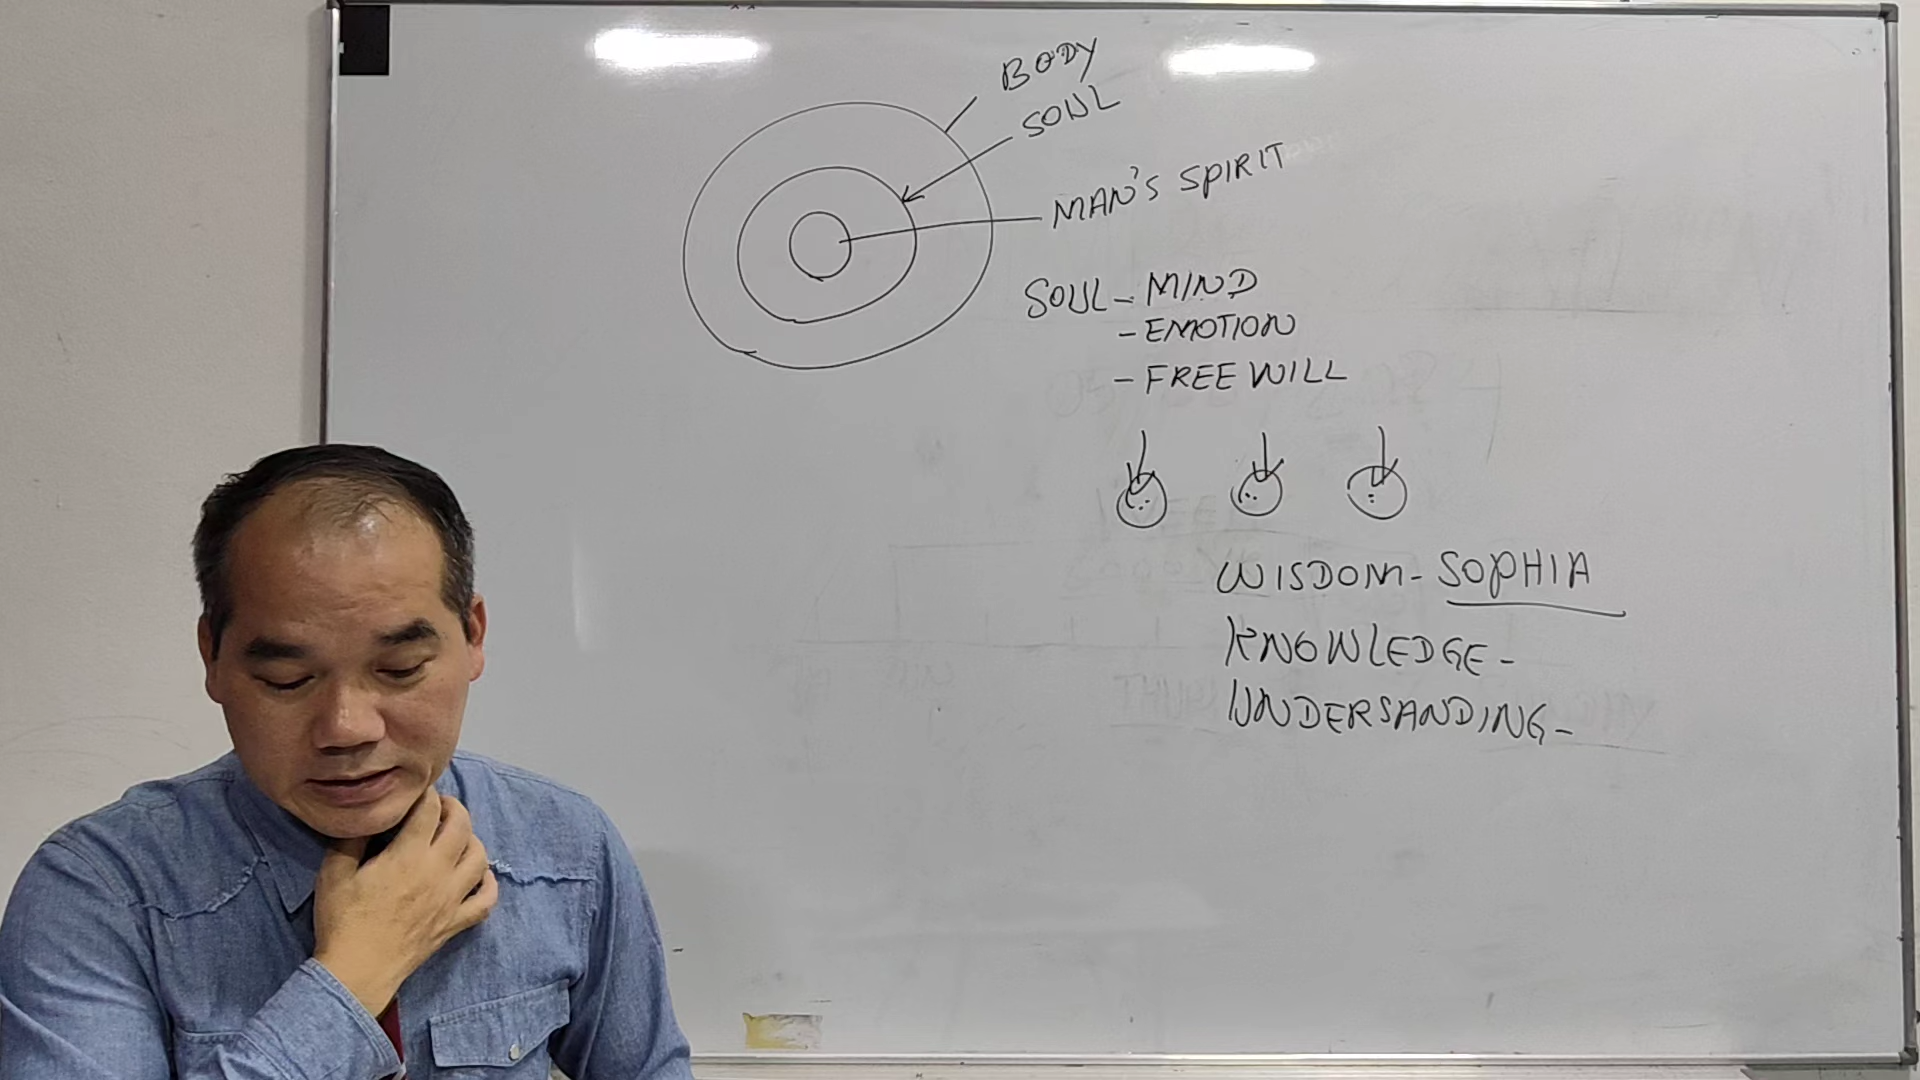 BODY
SOUL
MAN'S SPIRIT
SOUL - MIND
- EMOTION
- FREE WILL
WISDOM - SOPHIA
KNOWLEDGE -
UNDERSANDING -